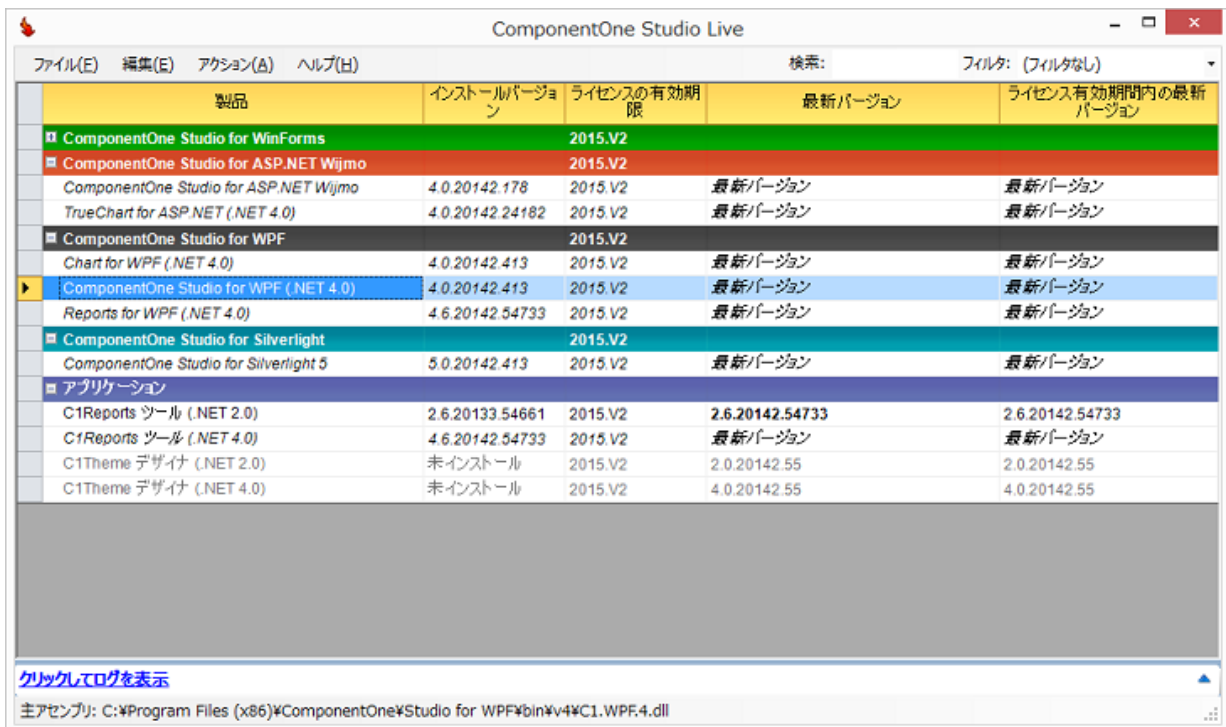 ComponentOne Studio Live
ファイル(F) 編集(E) アクション(A) ヘルプ(H) 検索: フィルタ: (フィルタなし)
製品 インストールバージョン ライセンスの有効期限 最新バージョン ライセンス有効期間内の最新バージョン
ComponentOne Studio for WinForms 2015.V2
ComponentOne Studio for ASP.NET Wijmo 2015.V2
ComponentOne Studio for ASP.NET Wijmo 4.0.20142.178 2015.V2 最新バージョン 最新バージョン
TrueChart for ASP.NET (.NET 4.0) 4.0.20142.24182 2015.V2 最新バージョン 最新バージョン
ComponentOne Studio for WPF 2015.V2
Chart for WPF (.NET 4.0) 4.0.20142.413 2015.V2 最新バージョン 最新バージョン
ComponentOne Studio for WPF (.NET 4.0) 4.0.20142.413 2015.V2 最新バージョン 最新バージョン
Reports for WPF (.NET 4.0) 4.6.20142.54733 2015.V2 最新バージョン 最新バージョン
ComponentOne Studio for Silverlight 2015.V2
ComponentOne Studio for Silverlight 5 5.0.20142.413 2015.V2 最新バージョン 最新バージョン
アプリケーション
C1Reports ツール (.NET 2.0) 2.6.20133.54661 2015.V2 2.6.20142.54733 2.6.20142.54733
C1Reports ツール (.NET 4.0) 4.6.20142.54733 2015.V2 最新バージョン 最新バージョン
C1Theme デザイナ (.NET 2.0) 未インストール 2015.V2 2.0.20142.55 2.0.20142.55
C1Theme デザイナ (.NET 4.0) 未インストール 2015.V2 4.0.20142.55 4.0.20142.55
クリックしてログを表示
主アセンブリ: C:¥Program Files (x86)¥ComponentOne¥Studio for WPF¥bin¥v4¥C1.WPF.4.dll